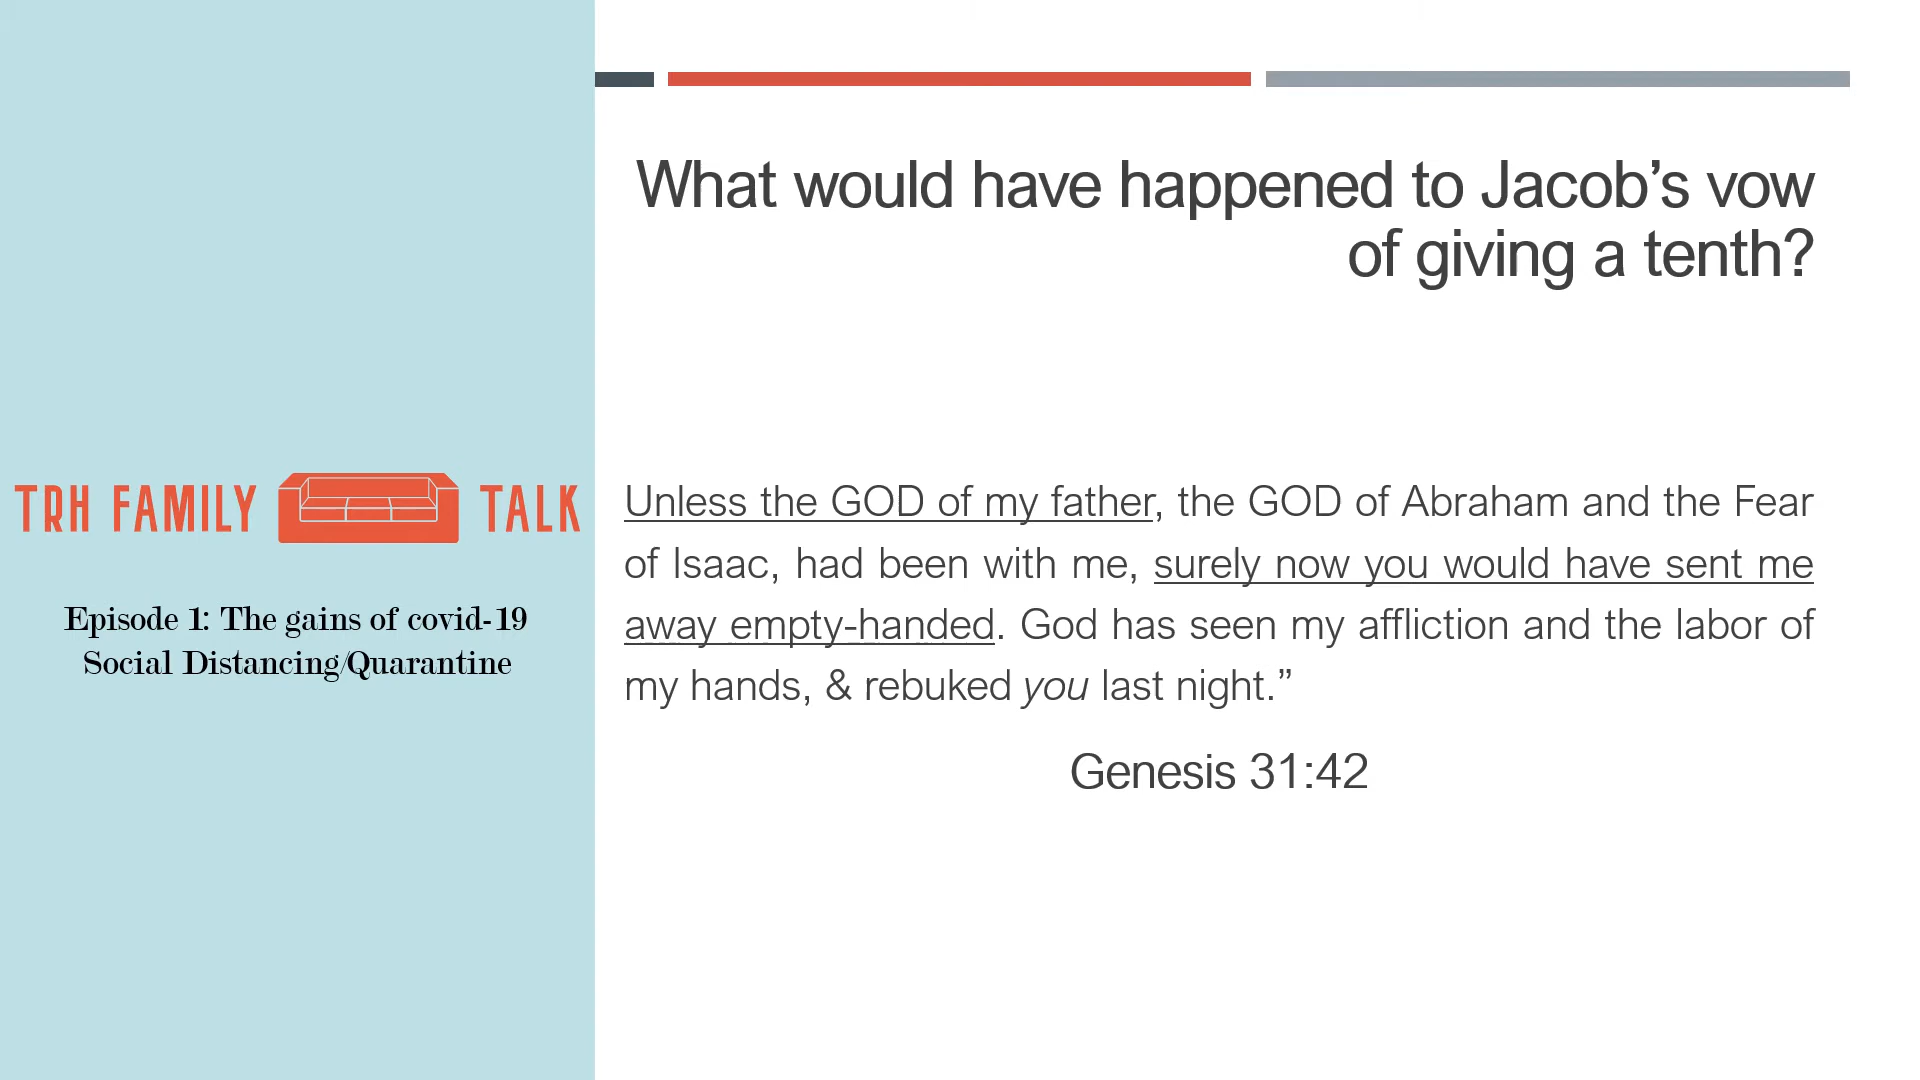 TRH FAMILY TALK
Episode 1: The gains of covid-19
Social Distancing/Quarantine
What would have happened to Jacob’s vow
of giving a tenth?
Unless the GOD of my father, the GOD of Abraham and the Fear
of Isaac, had been with me, surely now you would have sent me
away empty-handed. God has seen my affliction and the labor of
my hands, & rebuked you last night.”
Genesis 31:42